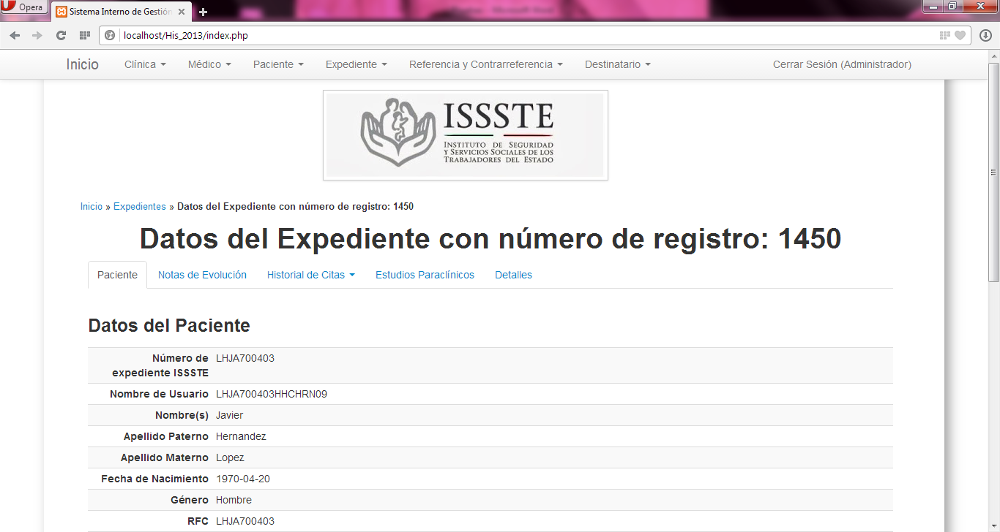 Opera
Sistema Interno de Gestión
localhost/His_2013/index.php
Inicio Clínica Médico Paciente Expediente Referencia y Contrarreferencia Destinatario Cerrar Sesión (Administrador)
ISSSTE
INSTITUTO DE SEGURIDAD
Y SERVICIOS SOCIALES DE LOS
TRABAJADORES DEL ESTADO
Inicio » Expedientes » Datos del Expediente con número de registro: 1450
Datos del Expediente con número de registro: 1450
Paciente Notas de Evolución Historial de Citas Estudios Paraclínicos Detalles
Datos del Paciente
Número de expediente ISSSTE LHJA700403
Nombre de Usuario LHJA700403HHCHRN09
Nombre(s) Javier
Apellido Paterno Hernandez
Apellido Materno Lopez
Fecha de Nacimiento 1970-04-20
Género Hombre
RFC LHJA700403